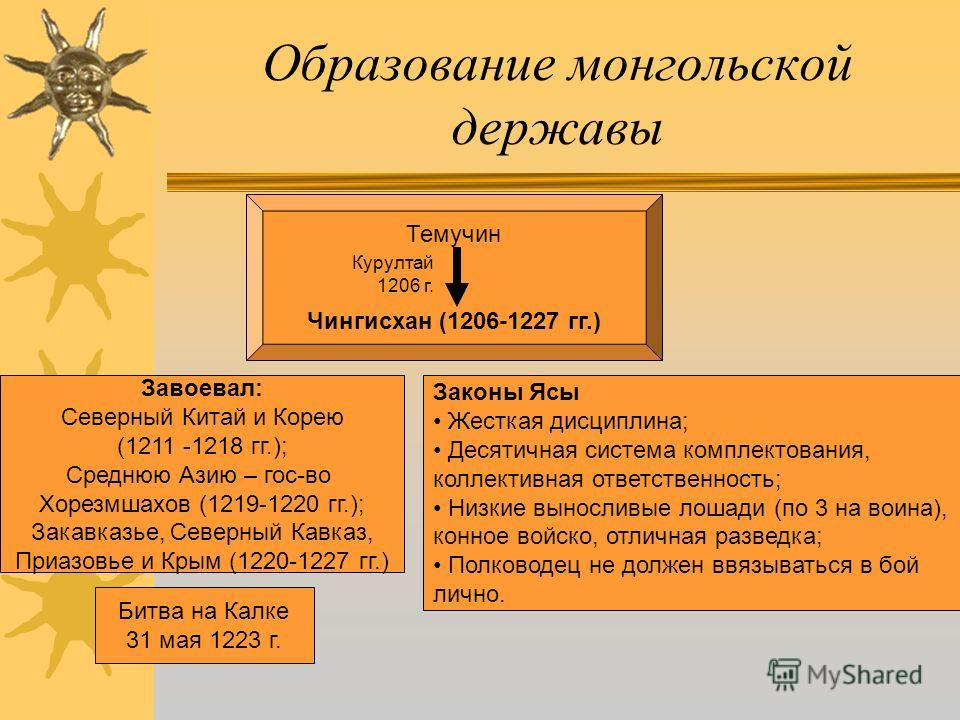 Образование монгольской
державы
Темучин
Курултай
1206 г.
Чингисхан (1206-1227 гг.)
Завоевал:
Северный Китай и Корею
(1211 -1218 гг.);
Среднюю Азию – гос-во
Хорезмшахов (1219-1220 гг.);
Закавказье, Северный Кавказ,
Приазовье и Крым (1220-1227 гг.)
Битва на Калке
31 мая 1223 г.
Законы Ясы
• Жесткая дисциплина;
• Десятичная система комплектования,
коллективная ответственность;
• Низкие выносливые лошади (по 3 на воина),
конное войско, отличная разведка;
• Полководец не должен ввязываться в бой
лично.
MyShared